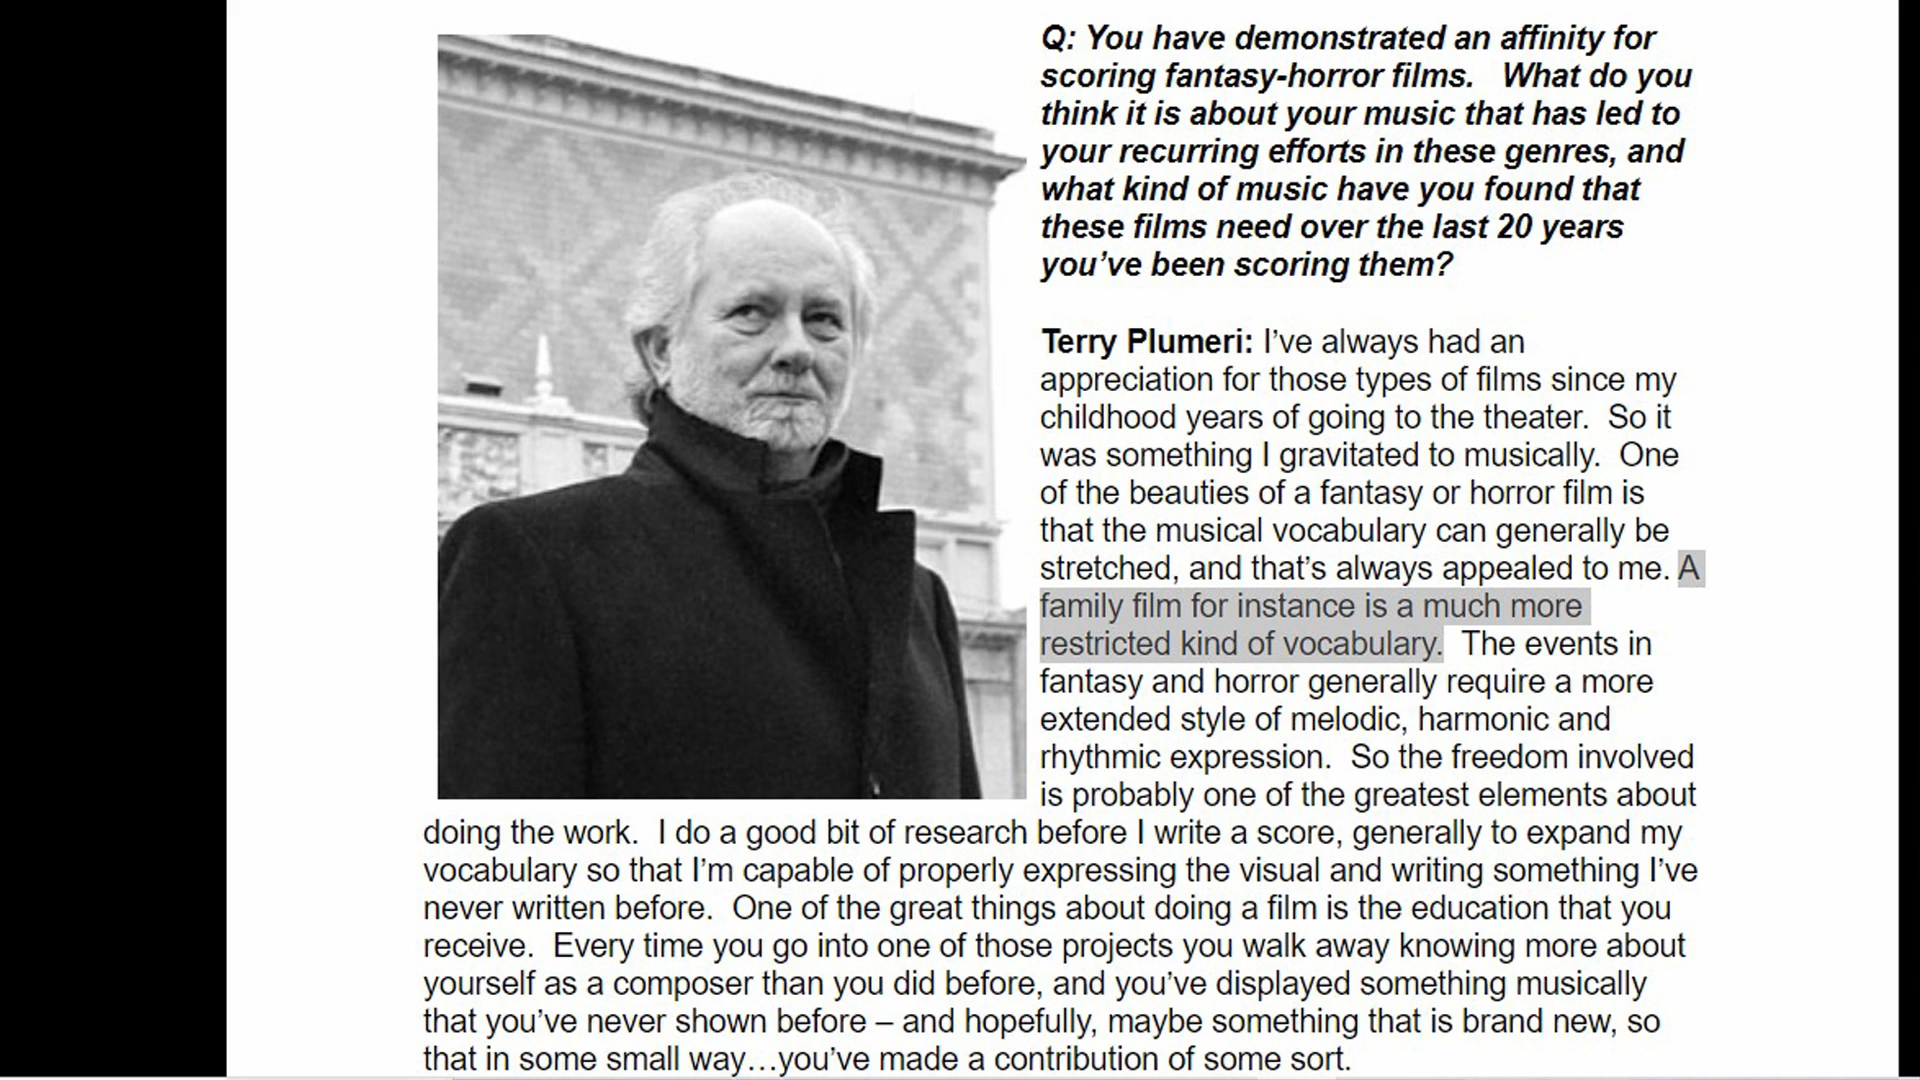 Q: You have demonstrated an affinity for
scoring fantasy-horror films.   What do you
think it is about your music that has led to
your recurring efforts in these genres, and
what kind of music have you found that
these films need over the last 20 years
you’ve been scoring them?
Terry Plumeri: I’ve always had an
appreciation for those types of films since my
childhood years of going to the theater.  So it
was something I gravitated to musically.  One
of the beauties of a fantasy or horror film is
that the musical vocabulary can generally be
stretched, and that’s always appealed to me. A
family film for instance is a much more
restricted kind of vocabulary.  The events in
fantasy and horror generally require a more
extended style of melodic, harmonic and
rhythmic expression.  So the freedom involved
is probably one of the greatest elements about
doing the work.  I do a good bit of research before I write a score, generally to expand my
vocabulary so that I’m capable of properly expressing the visual and writing something I’ve
never written before.  One of the great things about doing a film is the education that you
receive.  Every time you go into one of those projects you walk away knowing more about
yourself as a composer than you did before, and you’ve displayed something musically
that you’ve never shown before – and hopefully, maybe something that is brand new, so
that in some small way…you’ve made a contribution of some sort.